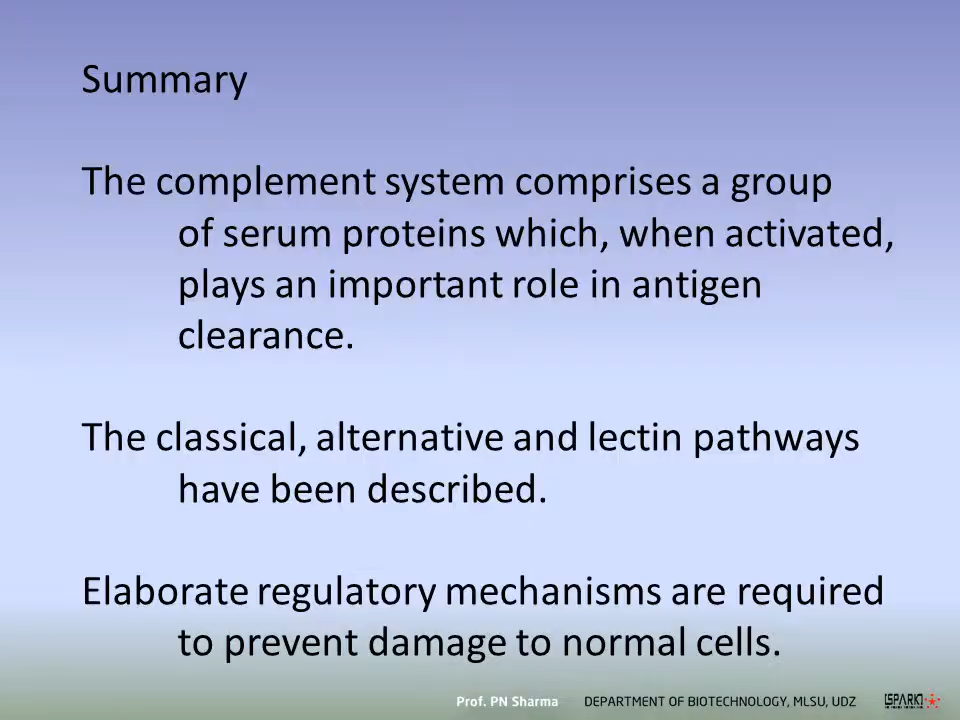 Summary
The complement system comprises a group
of serum proteins which, when activated,
plays an important role in antigen
clearance.
The classical, alternative and lectin pathways
have been described.
Elaborate regulatory mechanisms are required
to prevent damage to normal cells.
Prof. PN Sharma DEPARTMENT OF BIOTECHNOLOGY, MLSU, UDZ SPARK